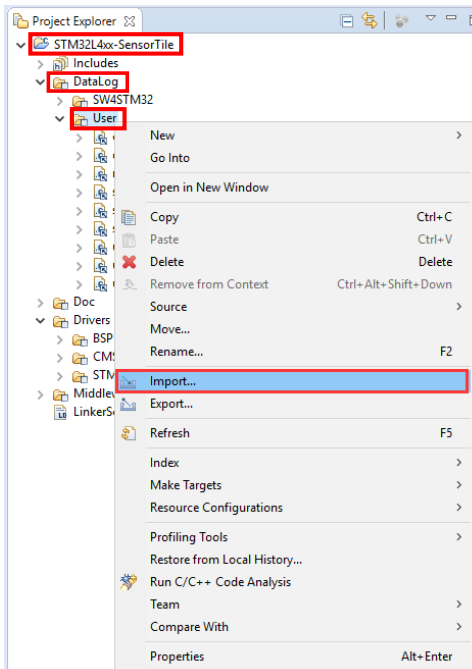 Project Explorer
STM32L4xx-SensorTile
Includes
DataLog
SW4STM32
User
New
Go Into
Open in New Window
Copy Ctrl+C
Paste Ctrl+V
Delete Delete
Remove from Context Ctrl+Alt+Shift+Down
Source
Doc
Drivers
Move...
BSP
Rename... F2
CMS
STM
Import...
Middlew
Export...
LinkerSc
Refresh F5
Index
Make Targets
Resource Configurations
Profiling Tools
Restore from Local History...
Run C/C++ Code Analysis
Team
Compare With
Properties Alt+Enter